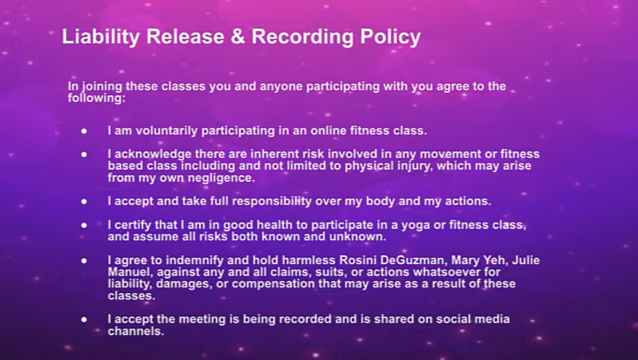 Liability Release & Recording Policy
In joining these classes you and anyone participating with you agree to the
following:
● I am voluntarily participating in an online fitness class.
● I acknowledge there are inherent risk involved in any movement or fitness
based class including and not limited to physical injury, which may arise
from my own negligence.
● I accept and take full responsibility over my body and my actions.
● I certify that I am in good health to participate in a yoga or fitness class,
and assume all risks both known and unknown.
● I agree to indemnify and hold harmless Rosini DeGuzman, Mary Yeh, Julie
Manuel, against any and all claims, suits, or actions whatsoever for
liability, damages, or compensation that may arise as a result of these
classes.
● I accept the meeting is being recorded and is shared on social media
channels.